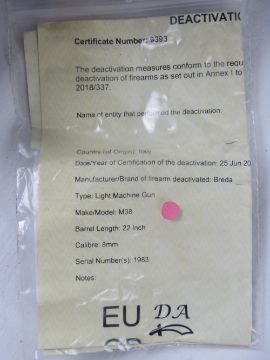 DEACTIVATIO
Certificate Number: 9393
The deactivation measures conform to the requ
deactivation of firearms as set out in Annex I to
2018/337.
Name of entity that performed the deactivation:
Country (of Origin): Italy
Date/Year of Certification of the deactivation: 25 Jun 20
Manufacturer/Brand of firearm deactivated: Breda
Type: Light Machine Gun
Make/Model: M38
Barrel Length: 22 Inch
Calibre: 8mm
Serial Number(s): 1983
Notes:
EU DA